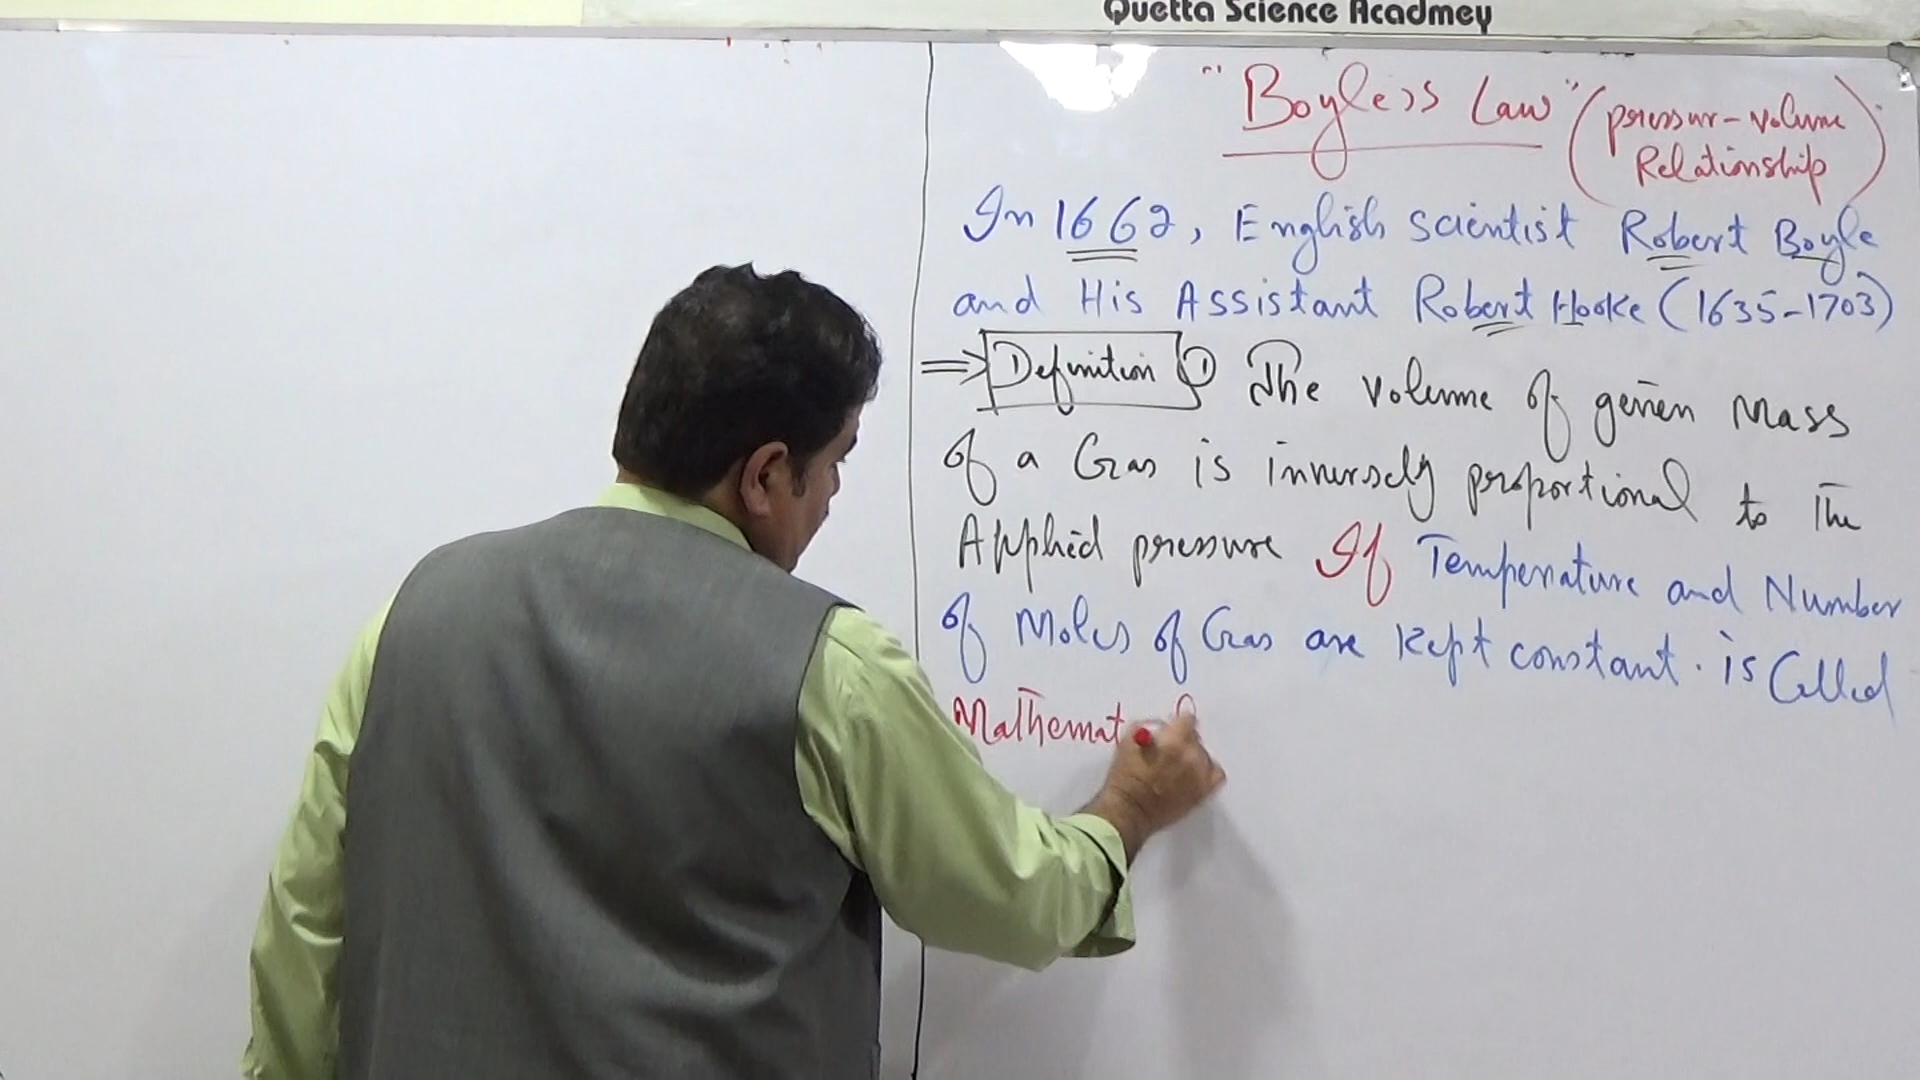 Quetta Science Acadmey
"Boyle's Law" (pressur-volume
Relationship)
In 1662, English scientist Robert Boyle
and His Assistant Robert Hooke (1635-1703)
⇒ Definition ① The volume of given Mass
of a Gas is inversely proportional to The
Applied pressure If Temperature and Number
of Moles of Gas are Kept constant. is Called
Mathemat